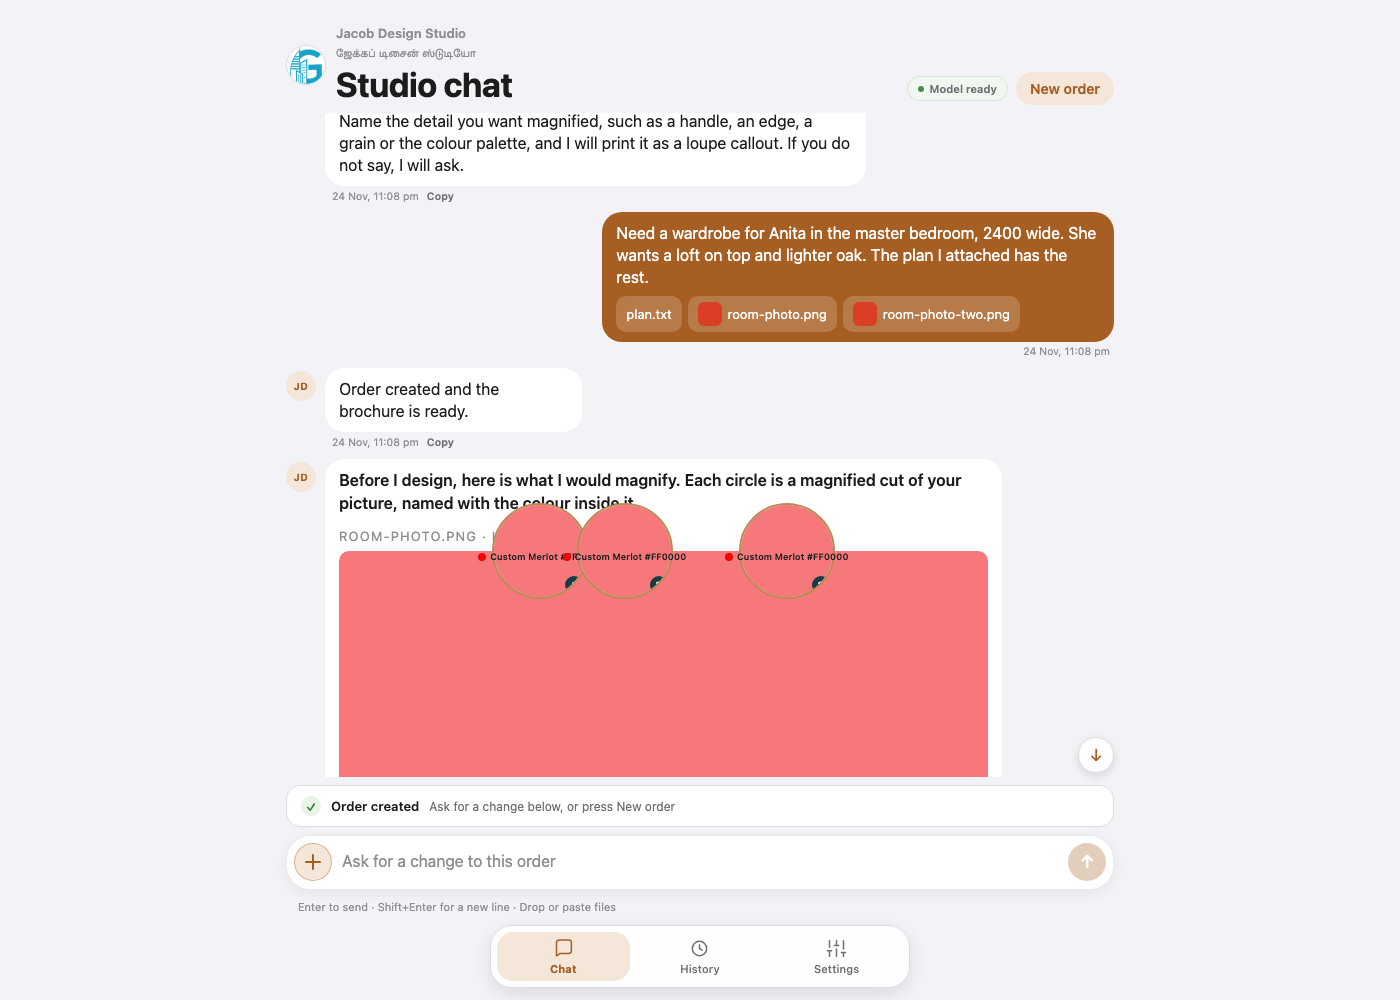 Jacob Design Studio
ஜேக்கப் டிசைன் ஸ்டுடியோ
Studio chat
Model ready
New order
Name the detail you want magnified, such as a handle, an edge, a
grain or the colour palette, and I will print it as a loupe callout. If you do
not say, I will ask.
24 Nov, 11:08 pm Copy
Need a wardrobe for Anita in the master bedroom, 2400 wide. She
wants a loft on top and lighter oak. The plan I attached has the
rest.
plan.txt
room-photo.png
room-photo-two.png
24 Nov, 11:08 pm
JD
Order created and the
brochure is ready.
24 Nov, 11:08 pm Copy
JD
Before I design, here is what I would magnify. Each circle is a magnified cut of your
picture, named with the colour inside it
ROOM-PHOTO.PNG ·
Custom Merlot
Custom Merlot #FF0000
Custom Merlot #FF0000
Order created Ask for a change below, or press New order
Ask for a change to this order
Enter to send · Shift+Enter for a new line · Drop or paste files
Chat
History
Settings